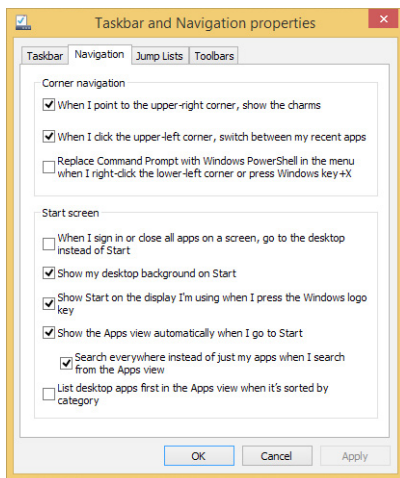 Taskbar and Navigation properties
Taskbar Navigation Jump Lists Toolbars
Corner navigation
When I point to the upper-right corner, show the charms
When I click the upper-left corner, switch between my recent apps
Replace Command Prompt with Windows PowerShell in the menu
when I right-click the lower-left corner or press Windows key+X
Start screen
When I sign in or close all apps on a screen, go to the desktop
instead of Start
Show my desktop background on Start
Show Start on the display I'm using when I press the Windows logo
key
Show the Apps view automatically when I go to Start
Search everywhere instead of just my apps when I search
from the Apps view
List desktop apps first in the Apps view when it's sorted by
category
OK Cancel Apply